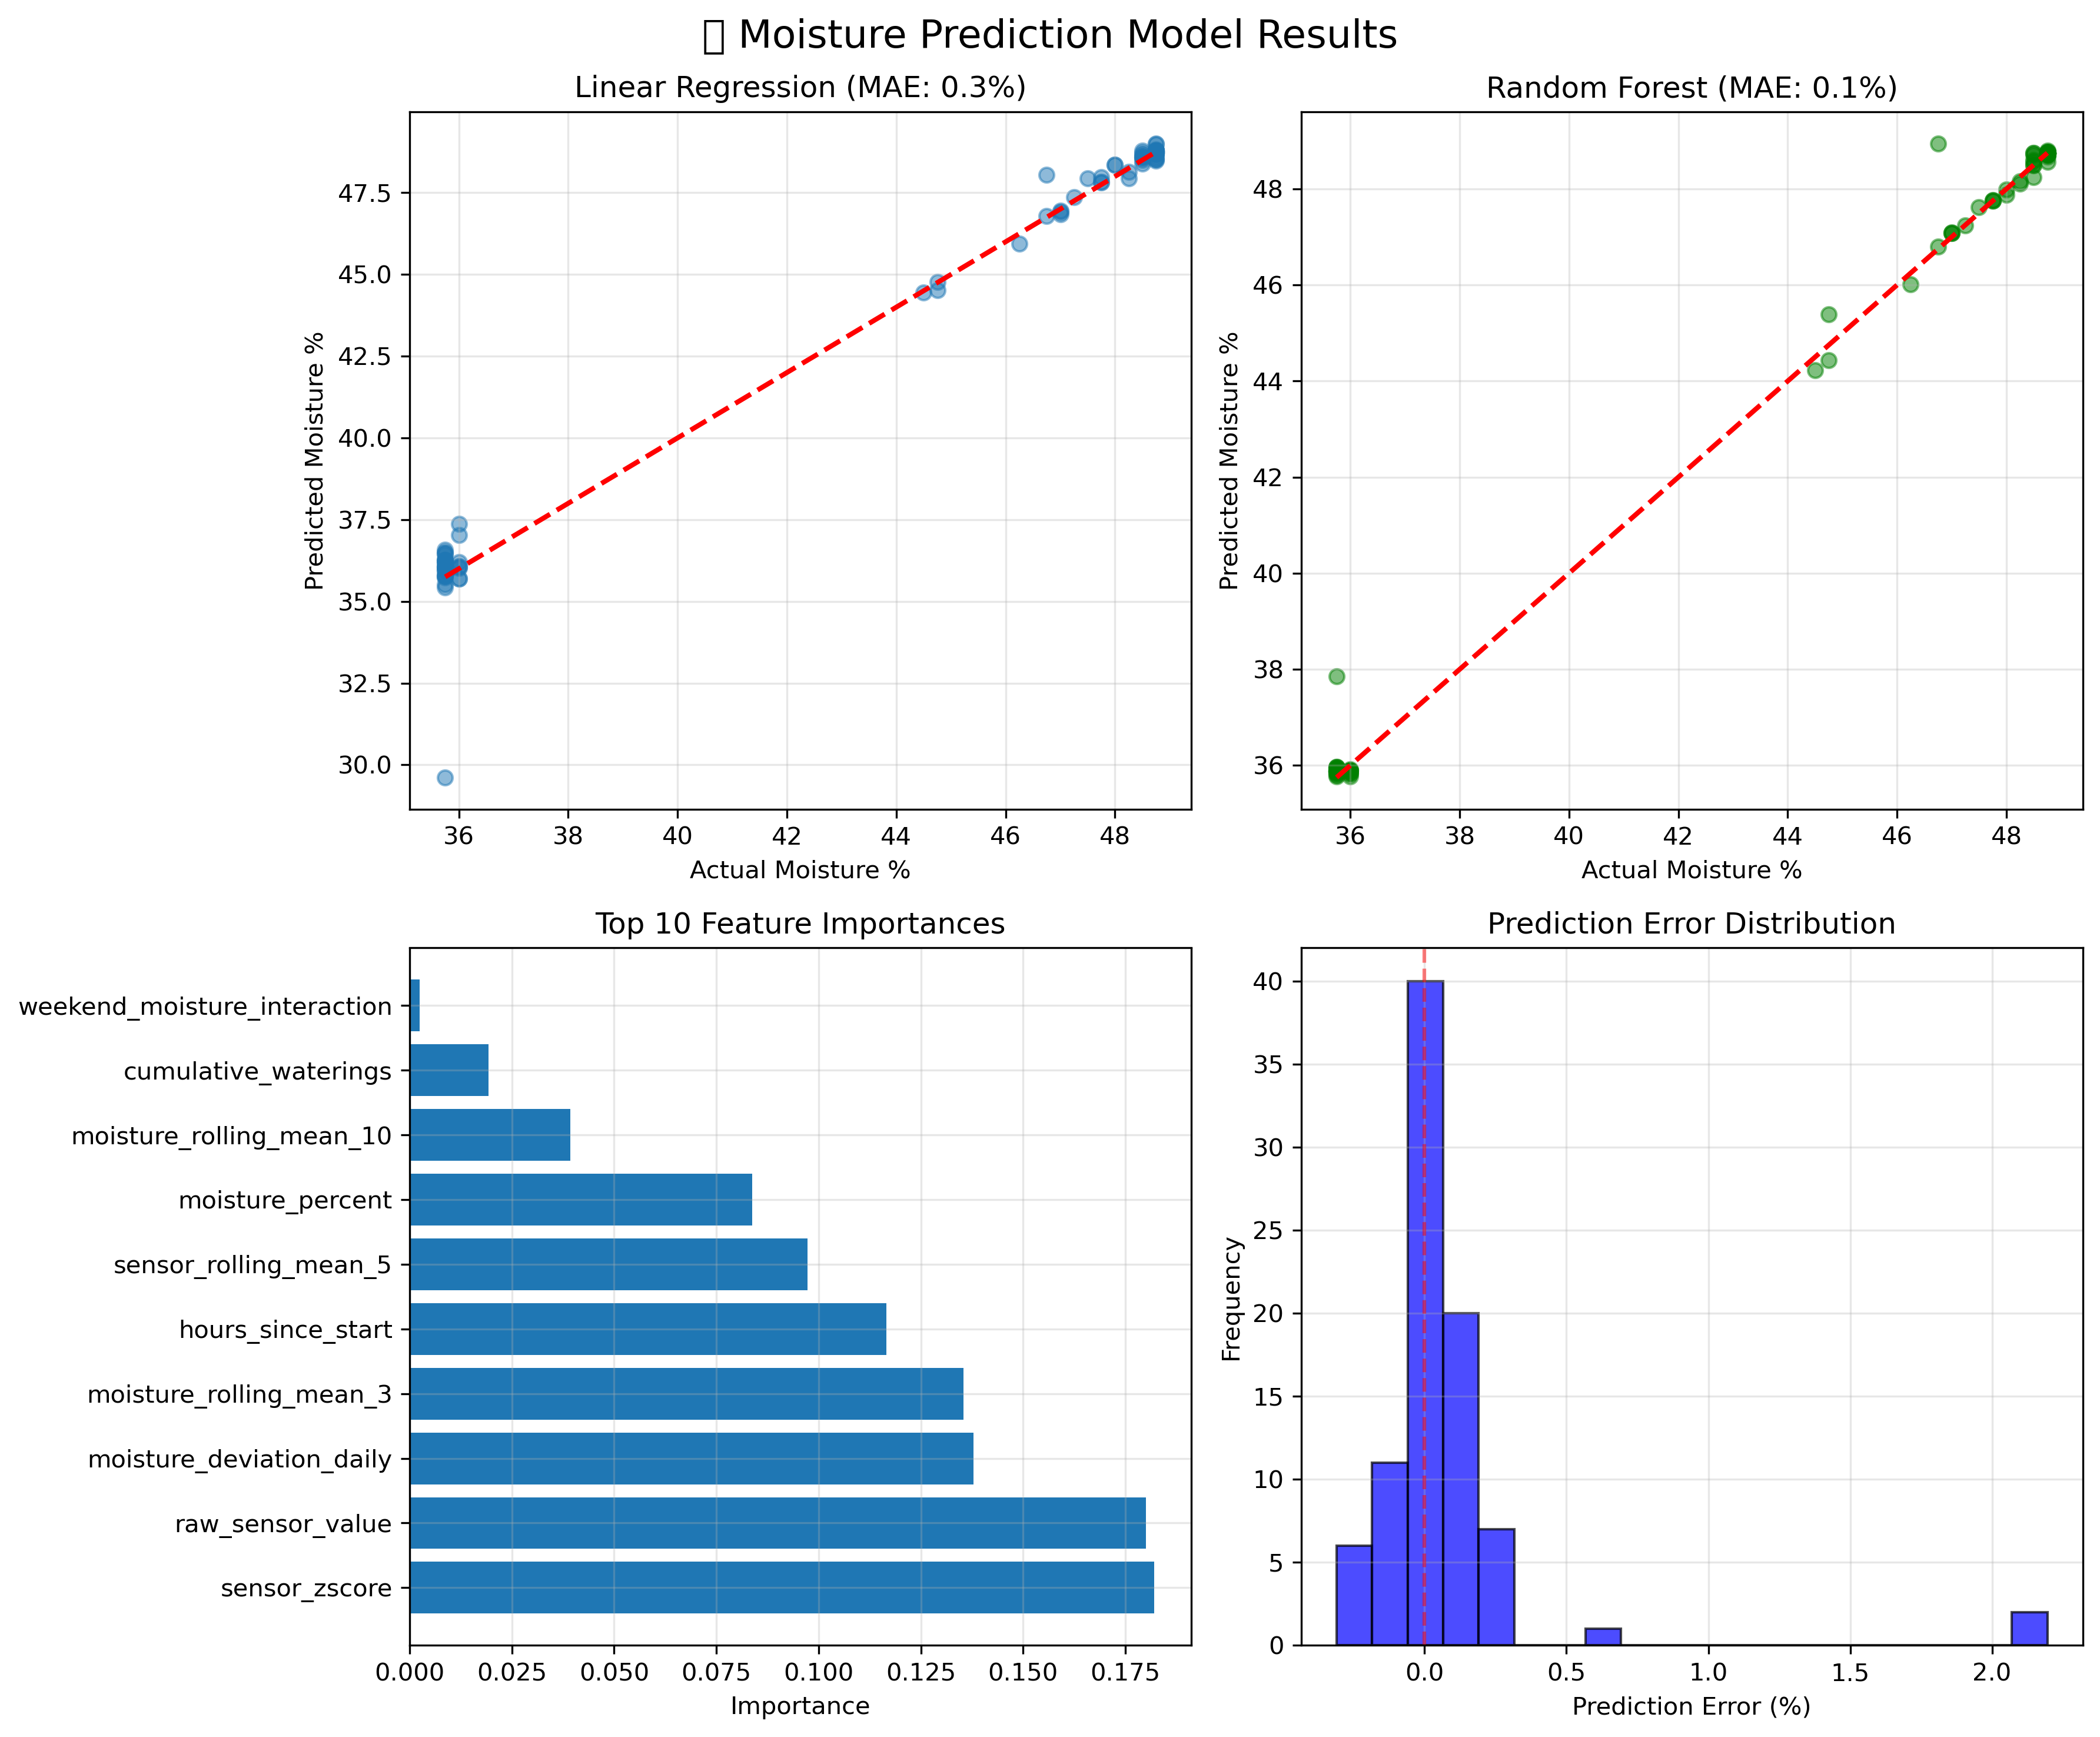 Moisture Prediction Model Results
Linear Regression (MAE: 0.3%)
Predicted Moisture %
47.5
45.0
42.5
40.0
37.5
35.0
32.5
30.0
36 38 40 42 44 46 48
Actual Moisture %
Random Forest (MAE: 0.1%)
Predicted Moisture %
48
46
44
42
40
38
36
36 38 40 42 44 46 48
Actual Moisture %
Top 10 Feature Importances
weekend_moisture_interaction
cumulative_waterings
moisture_rolling_mean_10
moisture_percent
sensor_rolling_mean_5
hours_since_start
moisture_rolling_mean_3
moisture_deviation_daily
raw_sensor_value
sensor_zscore
0.000 0.025 0.050 0.075 0.100 0.125 0.150 0.175
Importance
Prediction Error Distribution
Frequency
40
35
30
25
20
15
10
5
0
0.0 0.5 1.0 1.5 2.0
Prediction Error (%)